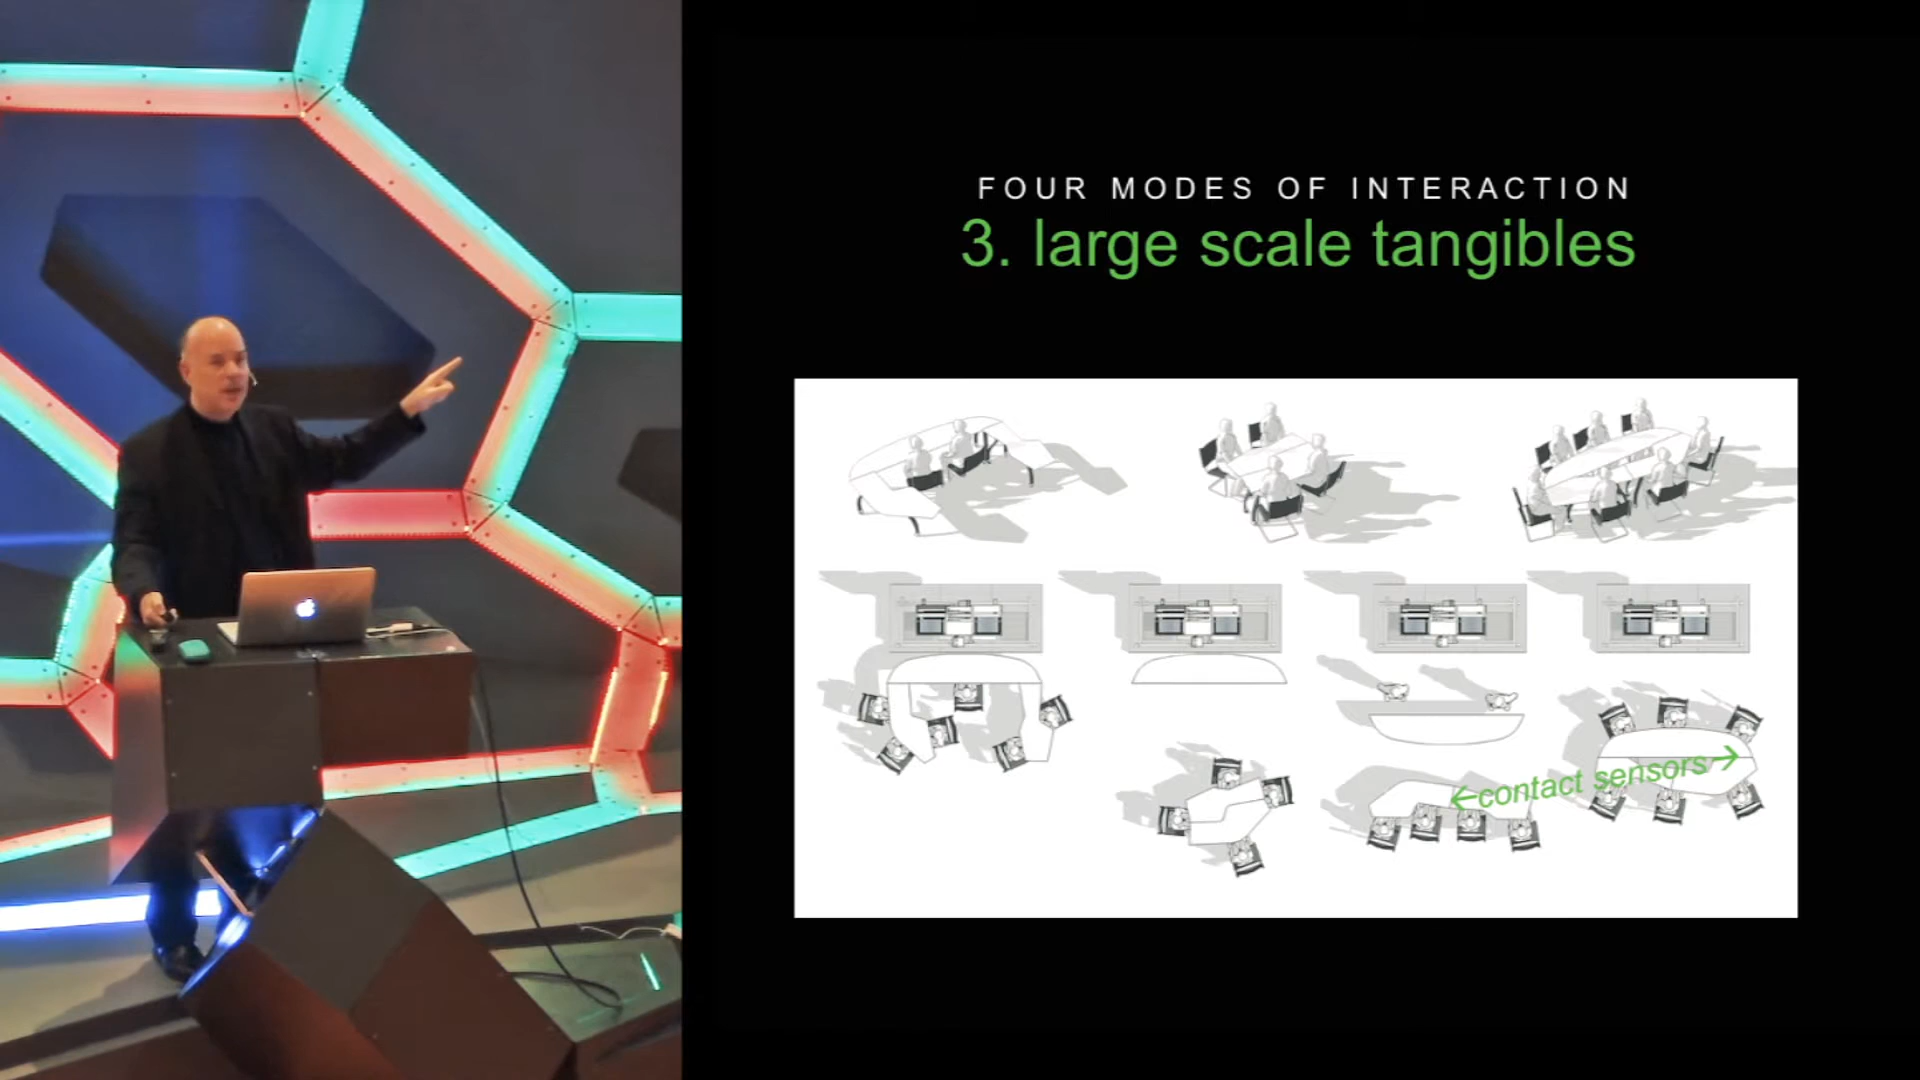 FOUR MODES OF INTERACTION
3. large scale tangibles
←contact sensors→